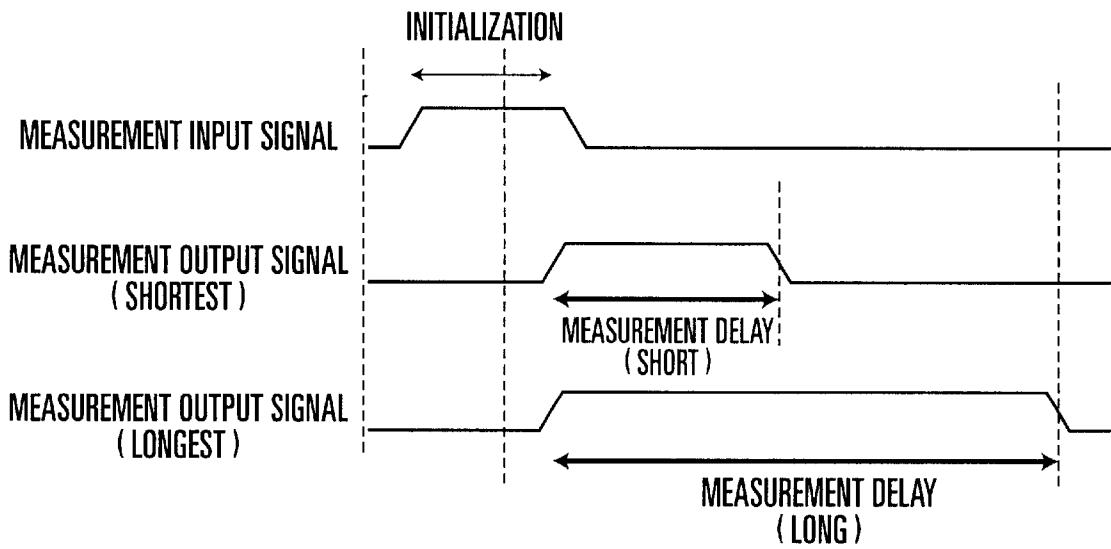 INITIALIZATION
MEASUREMENT INPUT SIGNAL
MEASUREMENT OUTPUT SIGNAL
( SHORTEST )
MEASUREMENT DELAY
( SHORT )
MEASUREMENT OUTPUT SIGNAL
( LONGEST )
MEASUREMENT DELAY
( LONG )